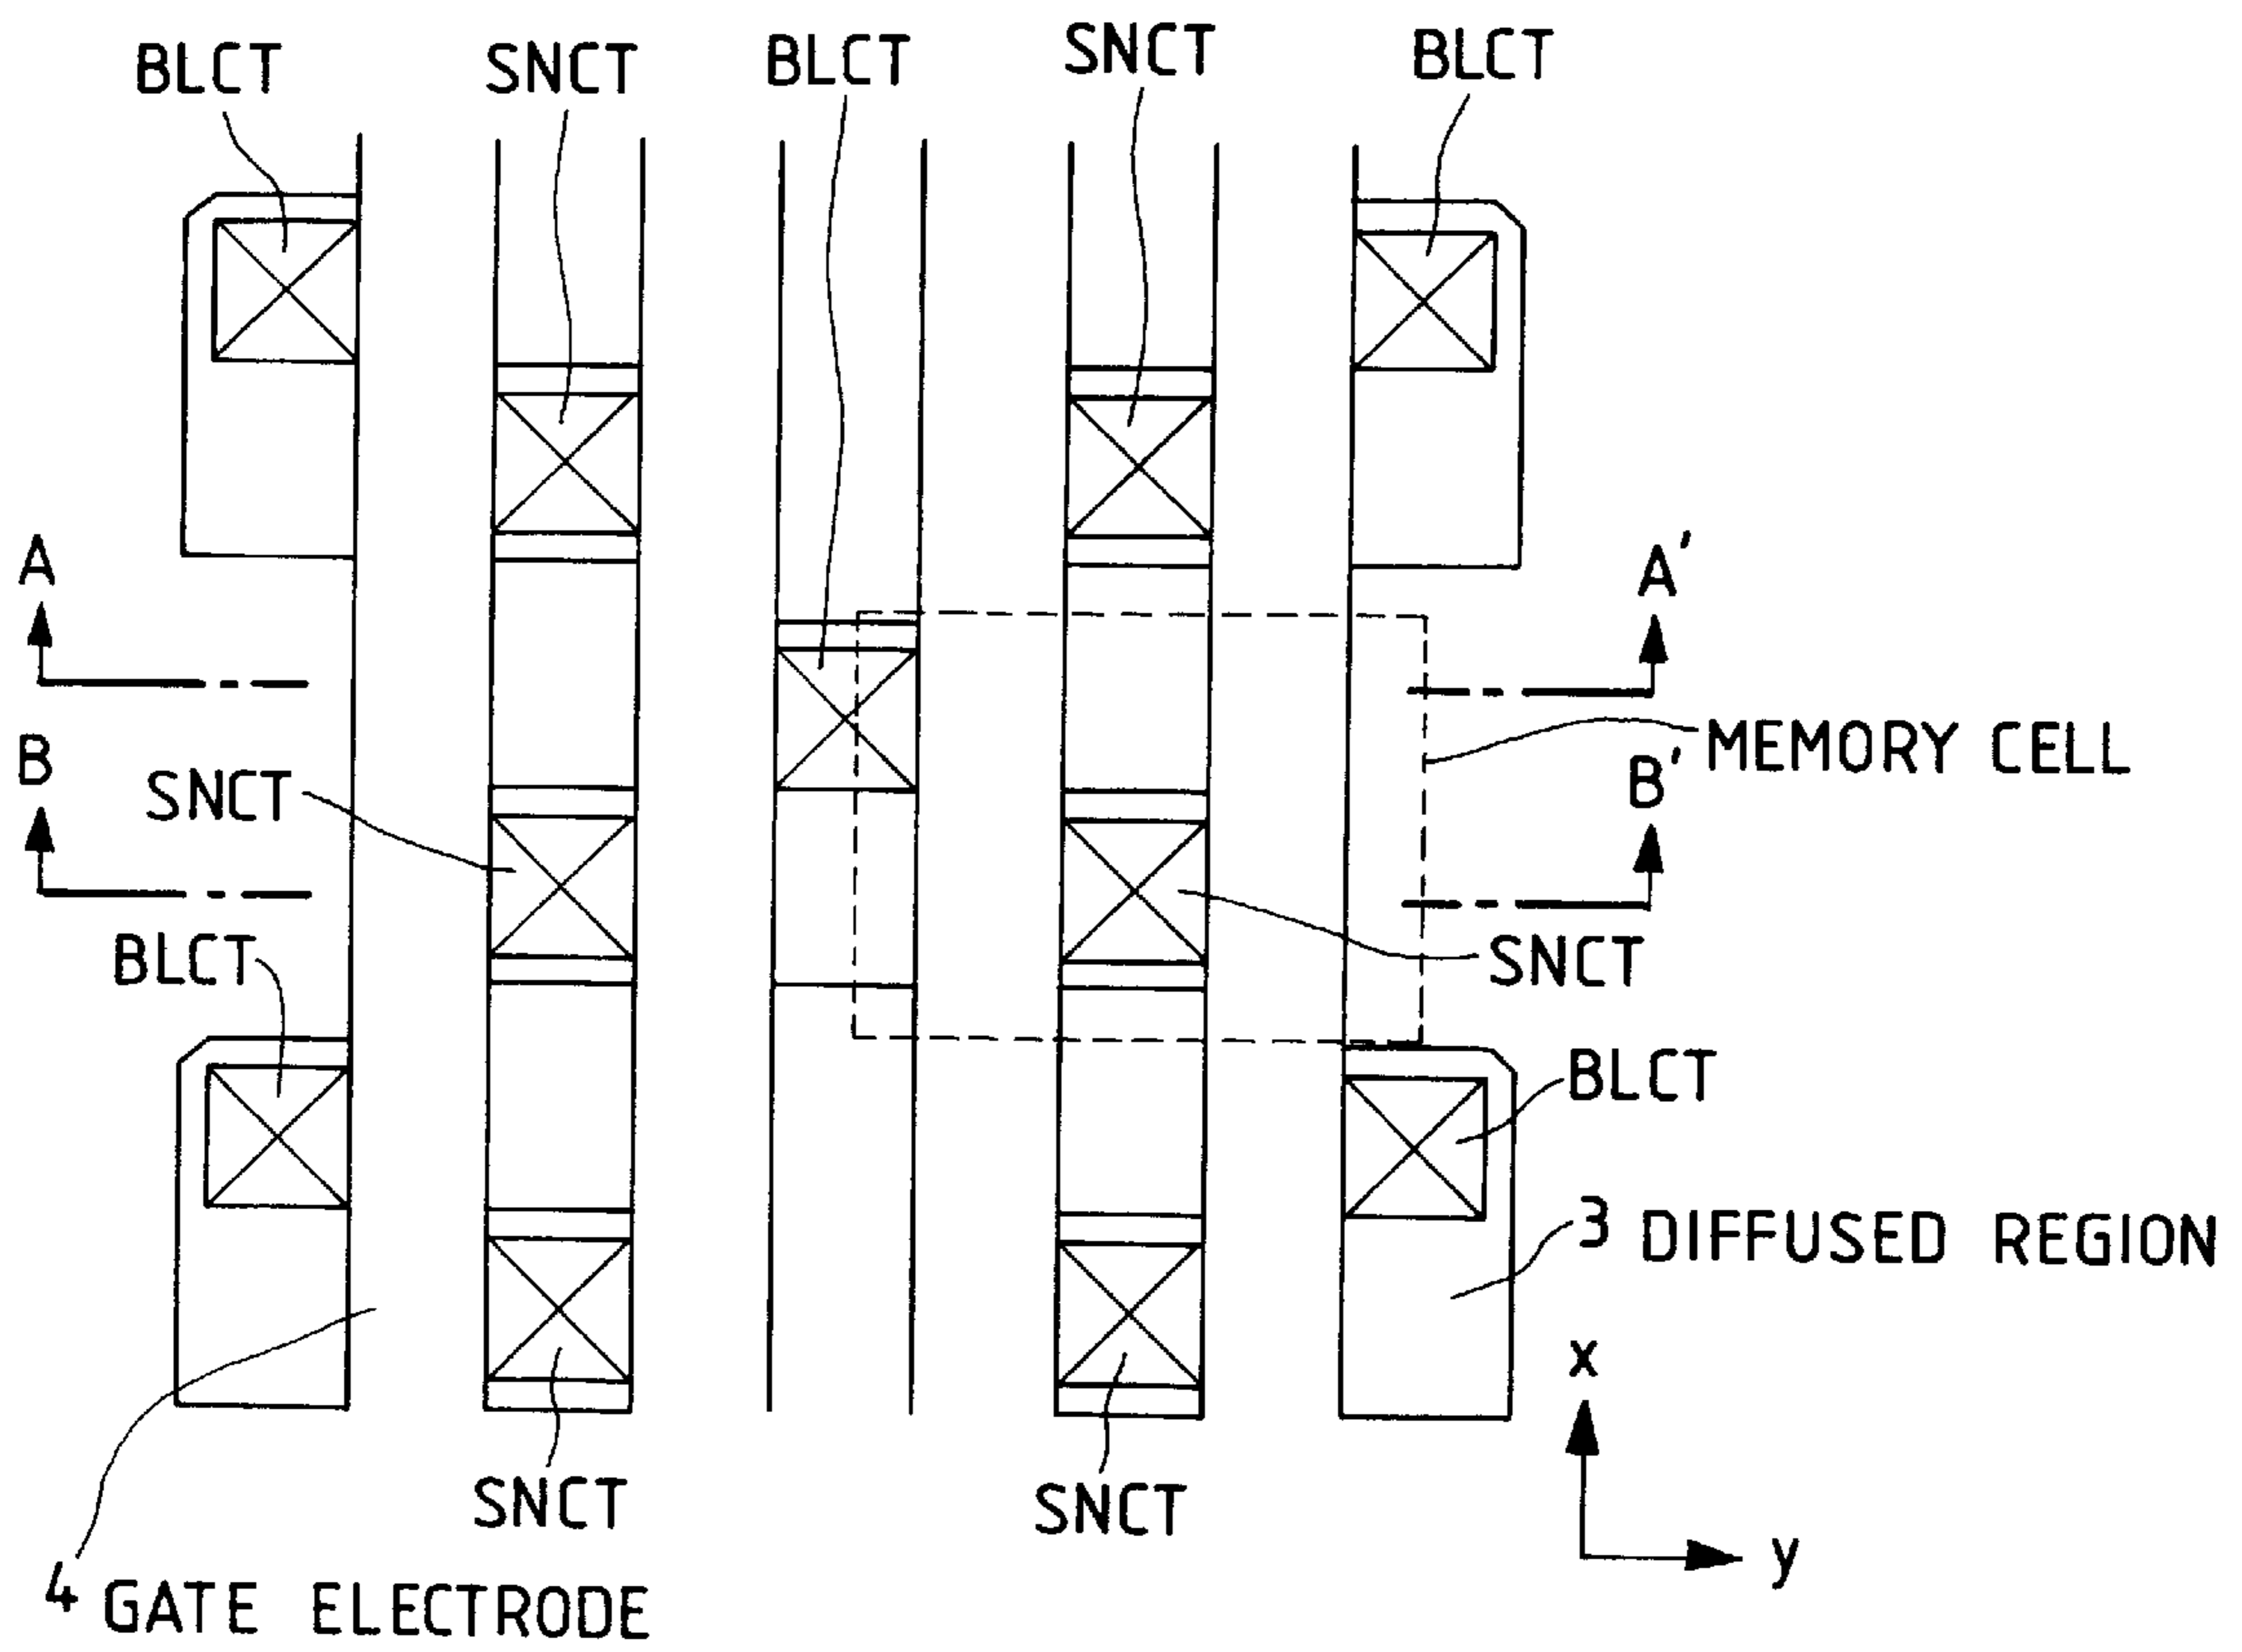 BLCT
SNCT
BLCT
SNCT
BLCT
A
A'
B
MEMORY CELL
B'
SNCT
BLCT
SNCT
BLCT
3 DIFFUSED REGION
x
SNCT
SNCT
y
4 GATE ELECTRODE